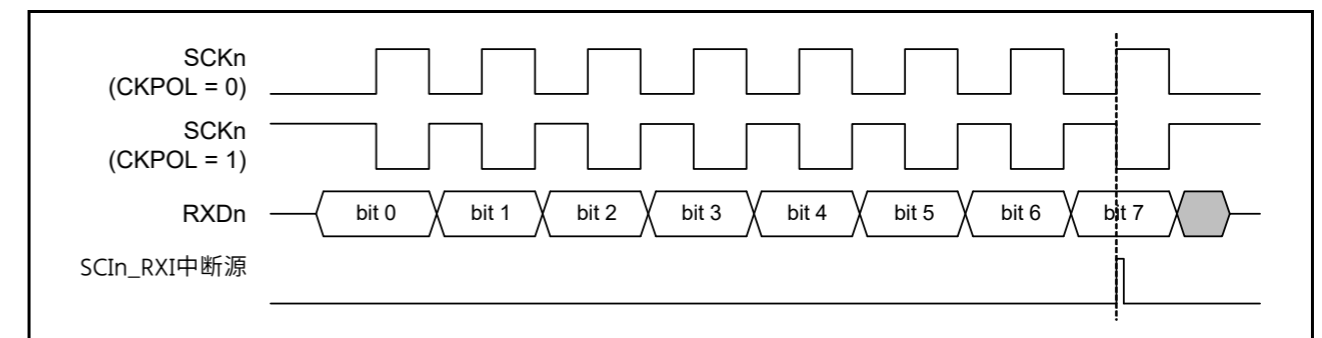 SCKn
(CKPOL = 0)
SCKn
(CKPOL = 1)
RXDn
bit 0 bit 1 bit 2 bit 3 bit 4 bit 5 bit 6 bit 7
SCIn_RXI中断源